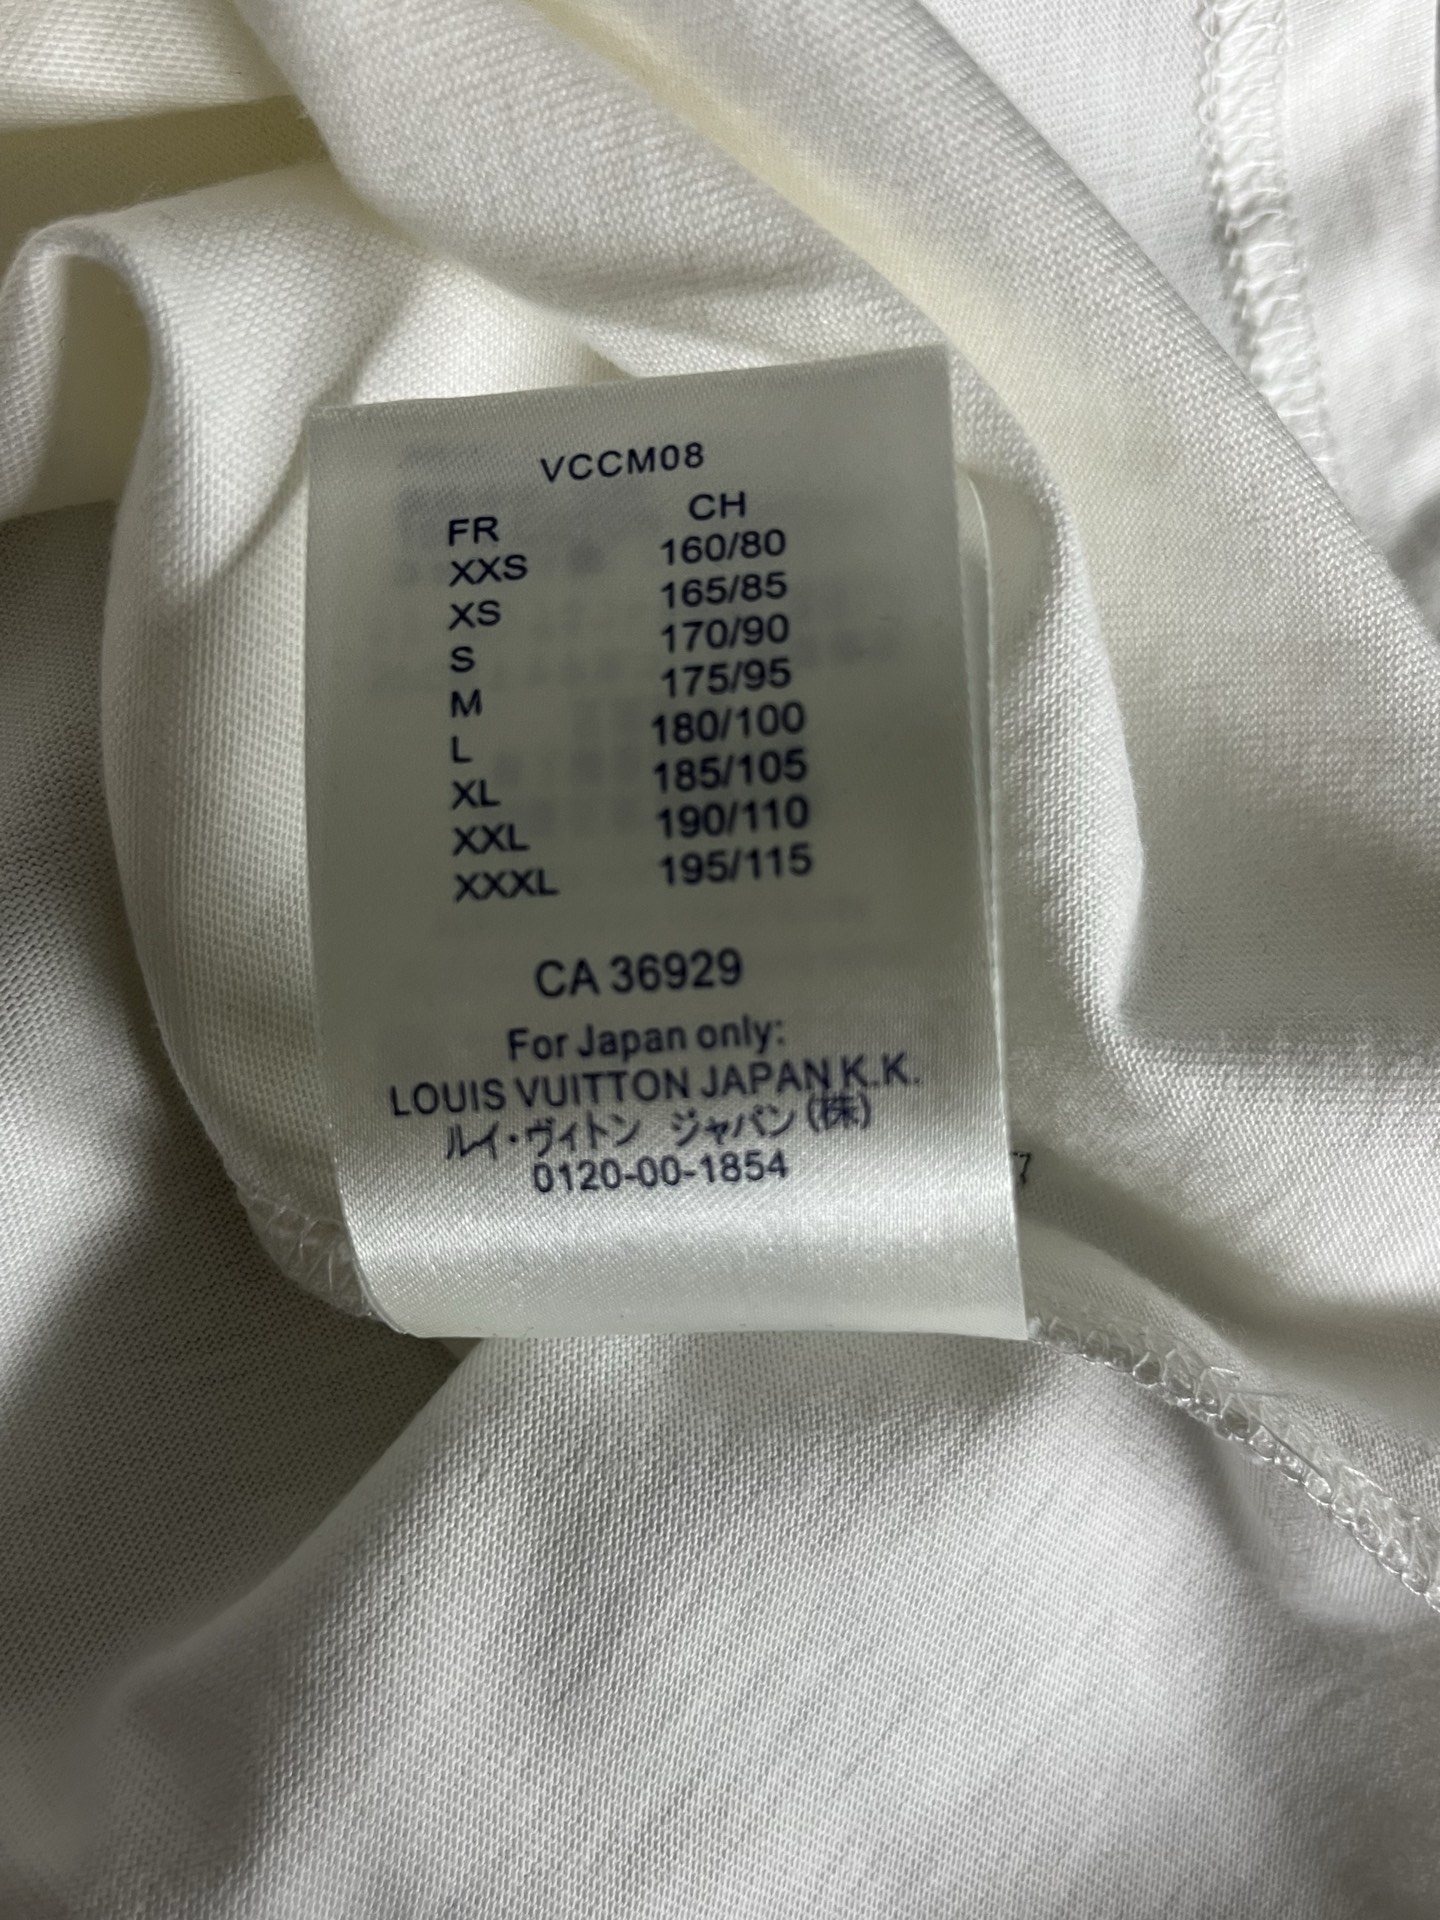 VCCM08
FR CH
XXS 160/80
XS 165/85
S 170/90
M 175/95
L 180/100
XL 185/105
XXL 190/110
XXXL 195/115
CA 36929
For Japan only:
LOUIS VUITTON JAPAN K.K.
ルイ・ヴィトン ジャパン (株)
0120-00-1854